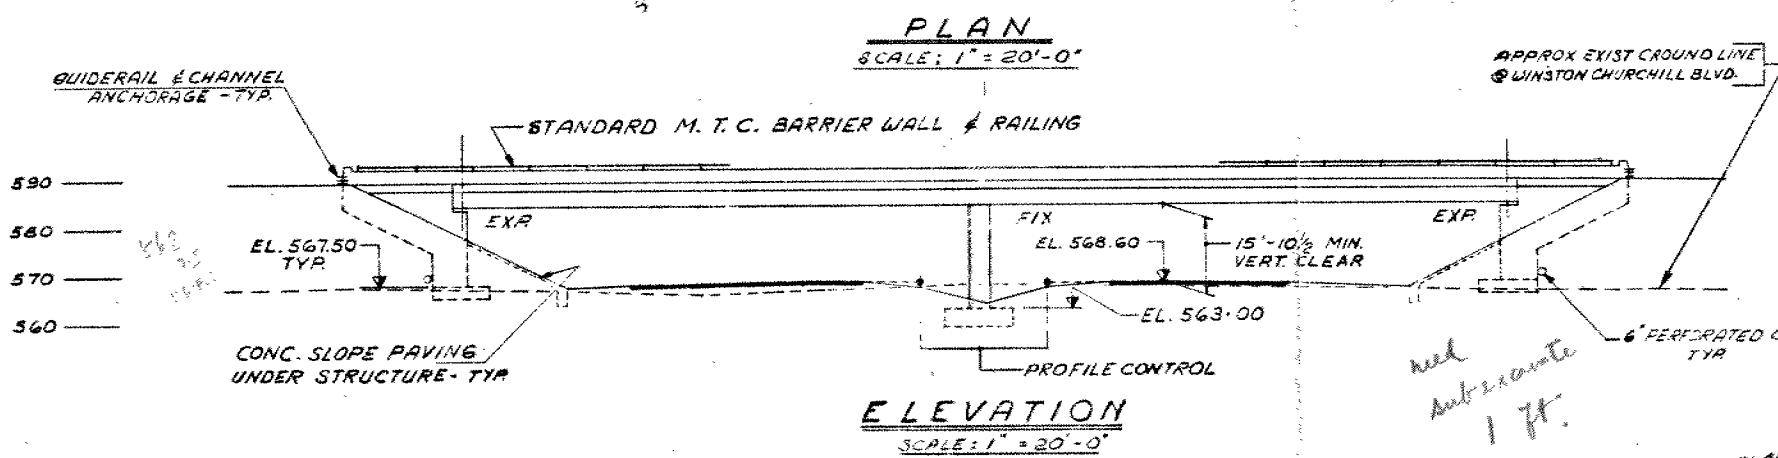 PLAN
SCALE: 1" = 20'-0"
GUIDERAIL & CHANNEL
ANCHORAGE - TYP.
APPROX EXIST GROUND LINE
@ WINSTON CHURCHILL BLVD.
STANDARD M. T. C. BARRIER WALL & RAILING
590
580
570
560
EXP.
FIX
EXP.
EL. 567.50
TYP.
EL. 568.60
15'-10½ MIN.
VERT. CLEAR
EL. 563.00
CONC. SLOPE PAVING
UNDER STRUCTURE - TYP.
PROFILE CONTROL
6" PERFORATED
TYP.
need
subexcavate
1 ft.
ELEVATION
SCALE: 1" = 20'-0"